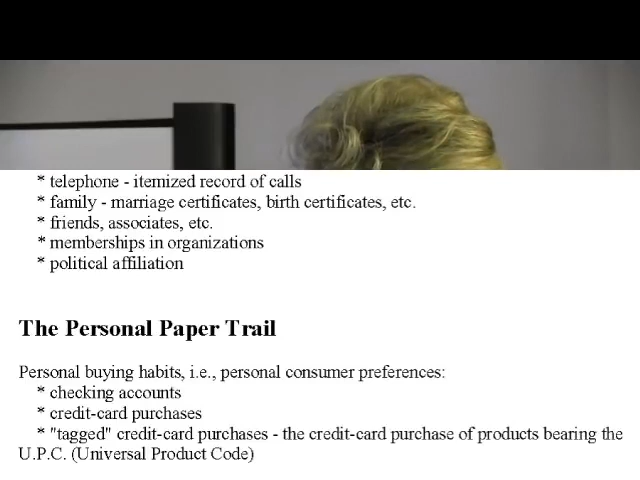 * telephone - itemized record of calls
* family - marriage certificates, birth certificates, etc.
* friends, associates, etc.
* memberships in organizations
* political affiliation
The Personal Paper Trail
Personal buying habits, i.e., personal consumer preferences:
* checking accounts
* credit-card purchases
* "tagged" credit-card purchases - the credit-card purchase of products bearing the
U.P.C. (Universal Product Code)